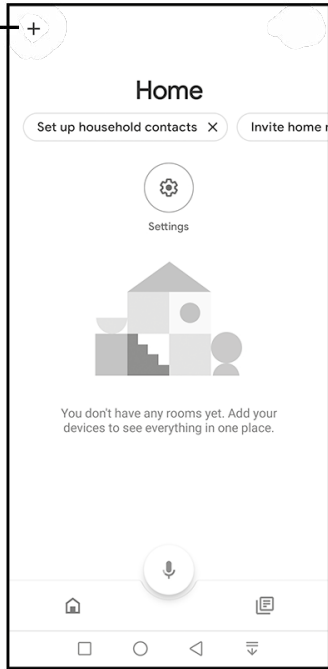 Home
Set up household contacts
Invite home
Settings
You don't have any rooms yet. Add your
devices to see everything in one place.